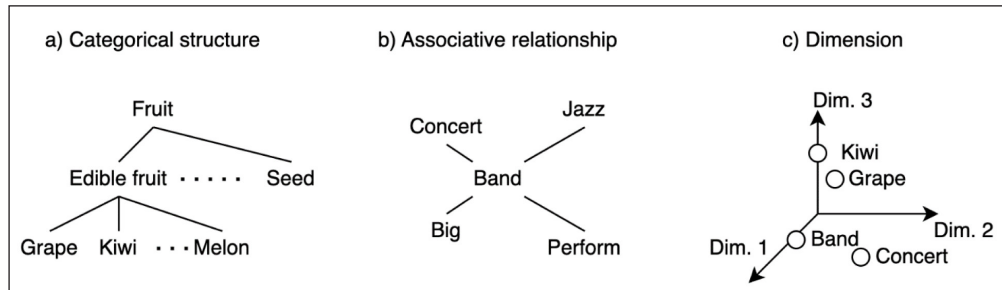 a) Categorical structure
Fruit
Edible fruit ..... Seed
Grape Kiwi ... Melon
b) Associative relationship
Jazz
Concert
Band
Big
Perform
c) Dimension
Dim. 3
Kiwi
Grape
Dim. 2
Band
Dim. 1
Concert